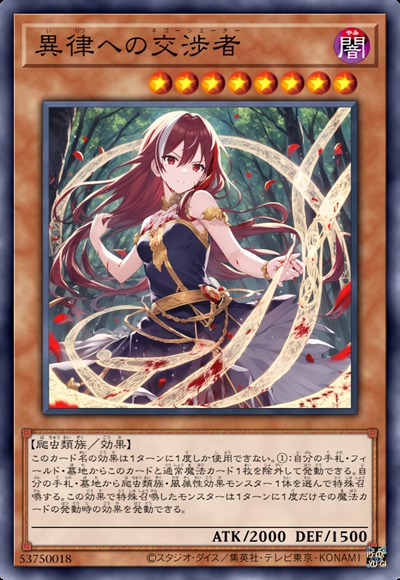 異律への交渉者
闇
【爬虫類族/効果】
このカード名の効果は1ターンに1度しか使用できない。①:自分の手札・フィ
ールド・墓地からこのカードと通常魔法カード1枚を除外して発動できる。自
分の手札・墓地から爬虫類族・風属性効果モンスター1体を選んで特殊召
喚する。この効果で特殊召喚したモンスターは1ターンに1度だけその魔法カ
ードの発動時の効果を発動できる。
ATK/2000 DEF/1500
53750018
©スタジオ・ダイス/集英社・テレビ東京・KONAMI